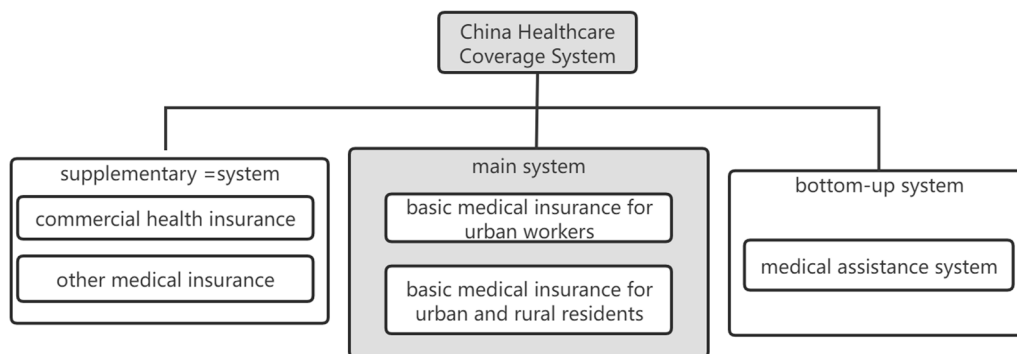 China Healthcare
Coverage System
supplementary =system
commercial health insurance
other medical insurance
main system
basic medical insurance for
urban workers
basic medical insurance for
urban and rural residents
bottom-up system
medical assistance system